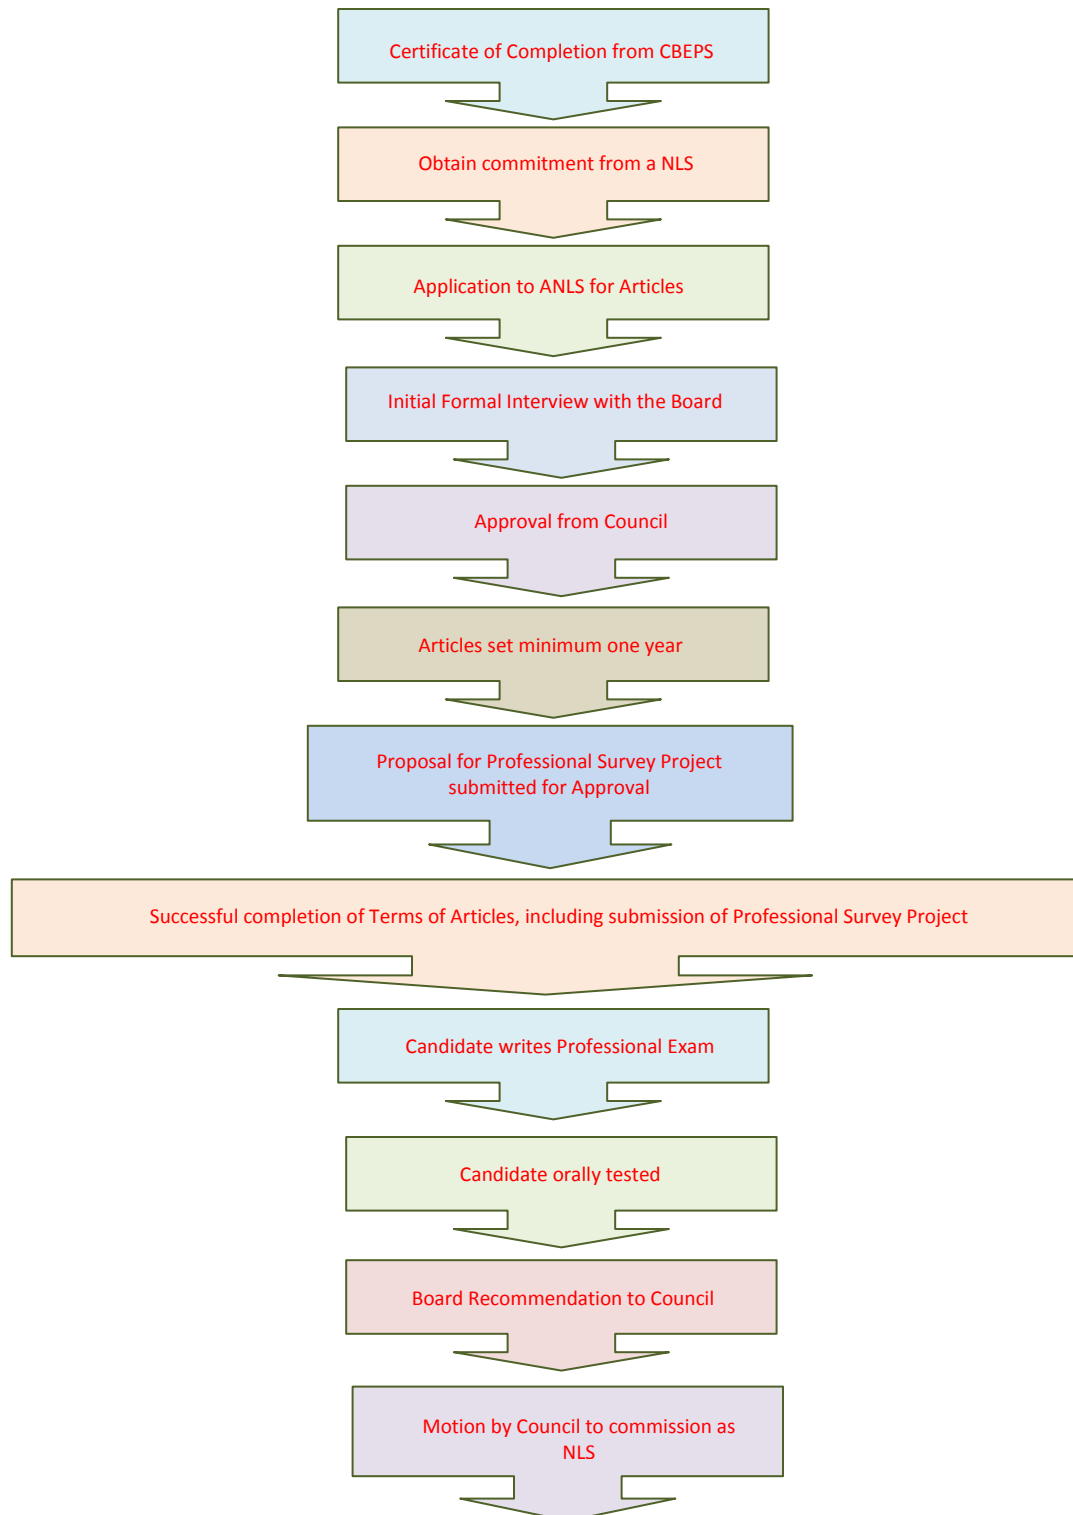 Certificate of Completion from CBEPS
Obtain commitment from a NLS
Application to ANLS for Articles
Initial Formal Interview with the Board
Approval from Council
Articles set minimum one year
Proposal for Professional Survey Project
submitted for Approval
Successful completion of Terms of Articles, including submission of Professional Survey Project
Candidate writes Professional Exam
Candidate orally tested
Board Recommendation to Council
Motion by Council to commission as
NLS